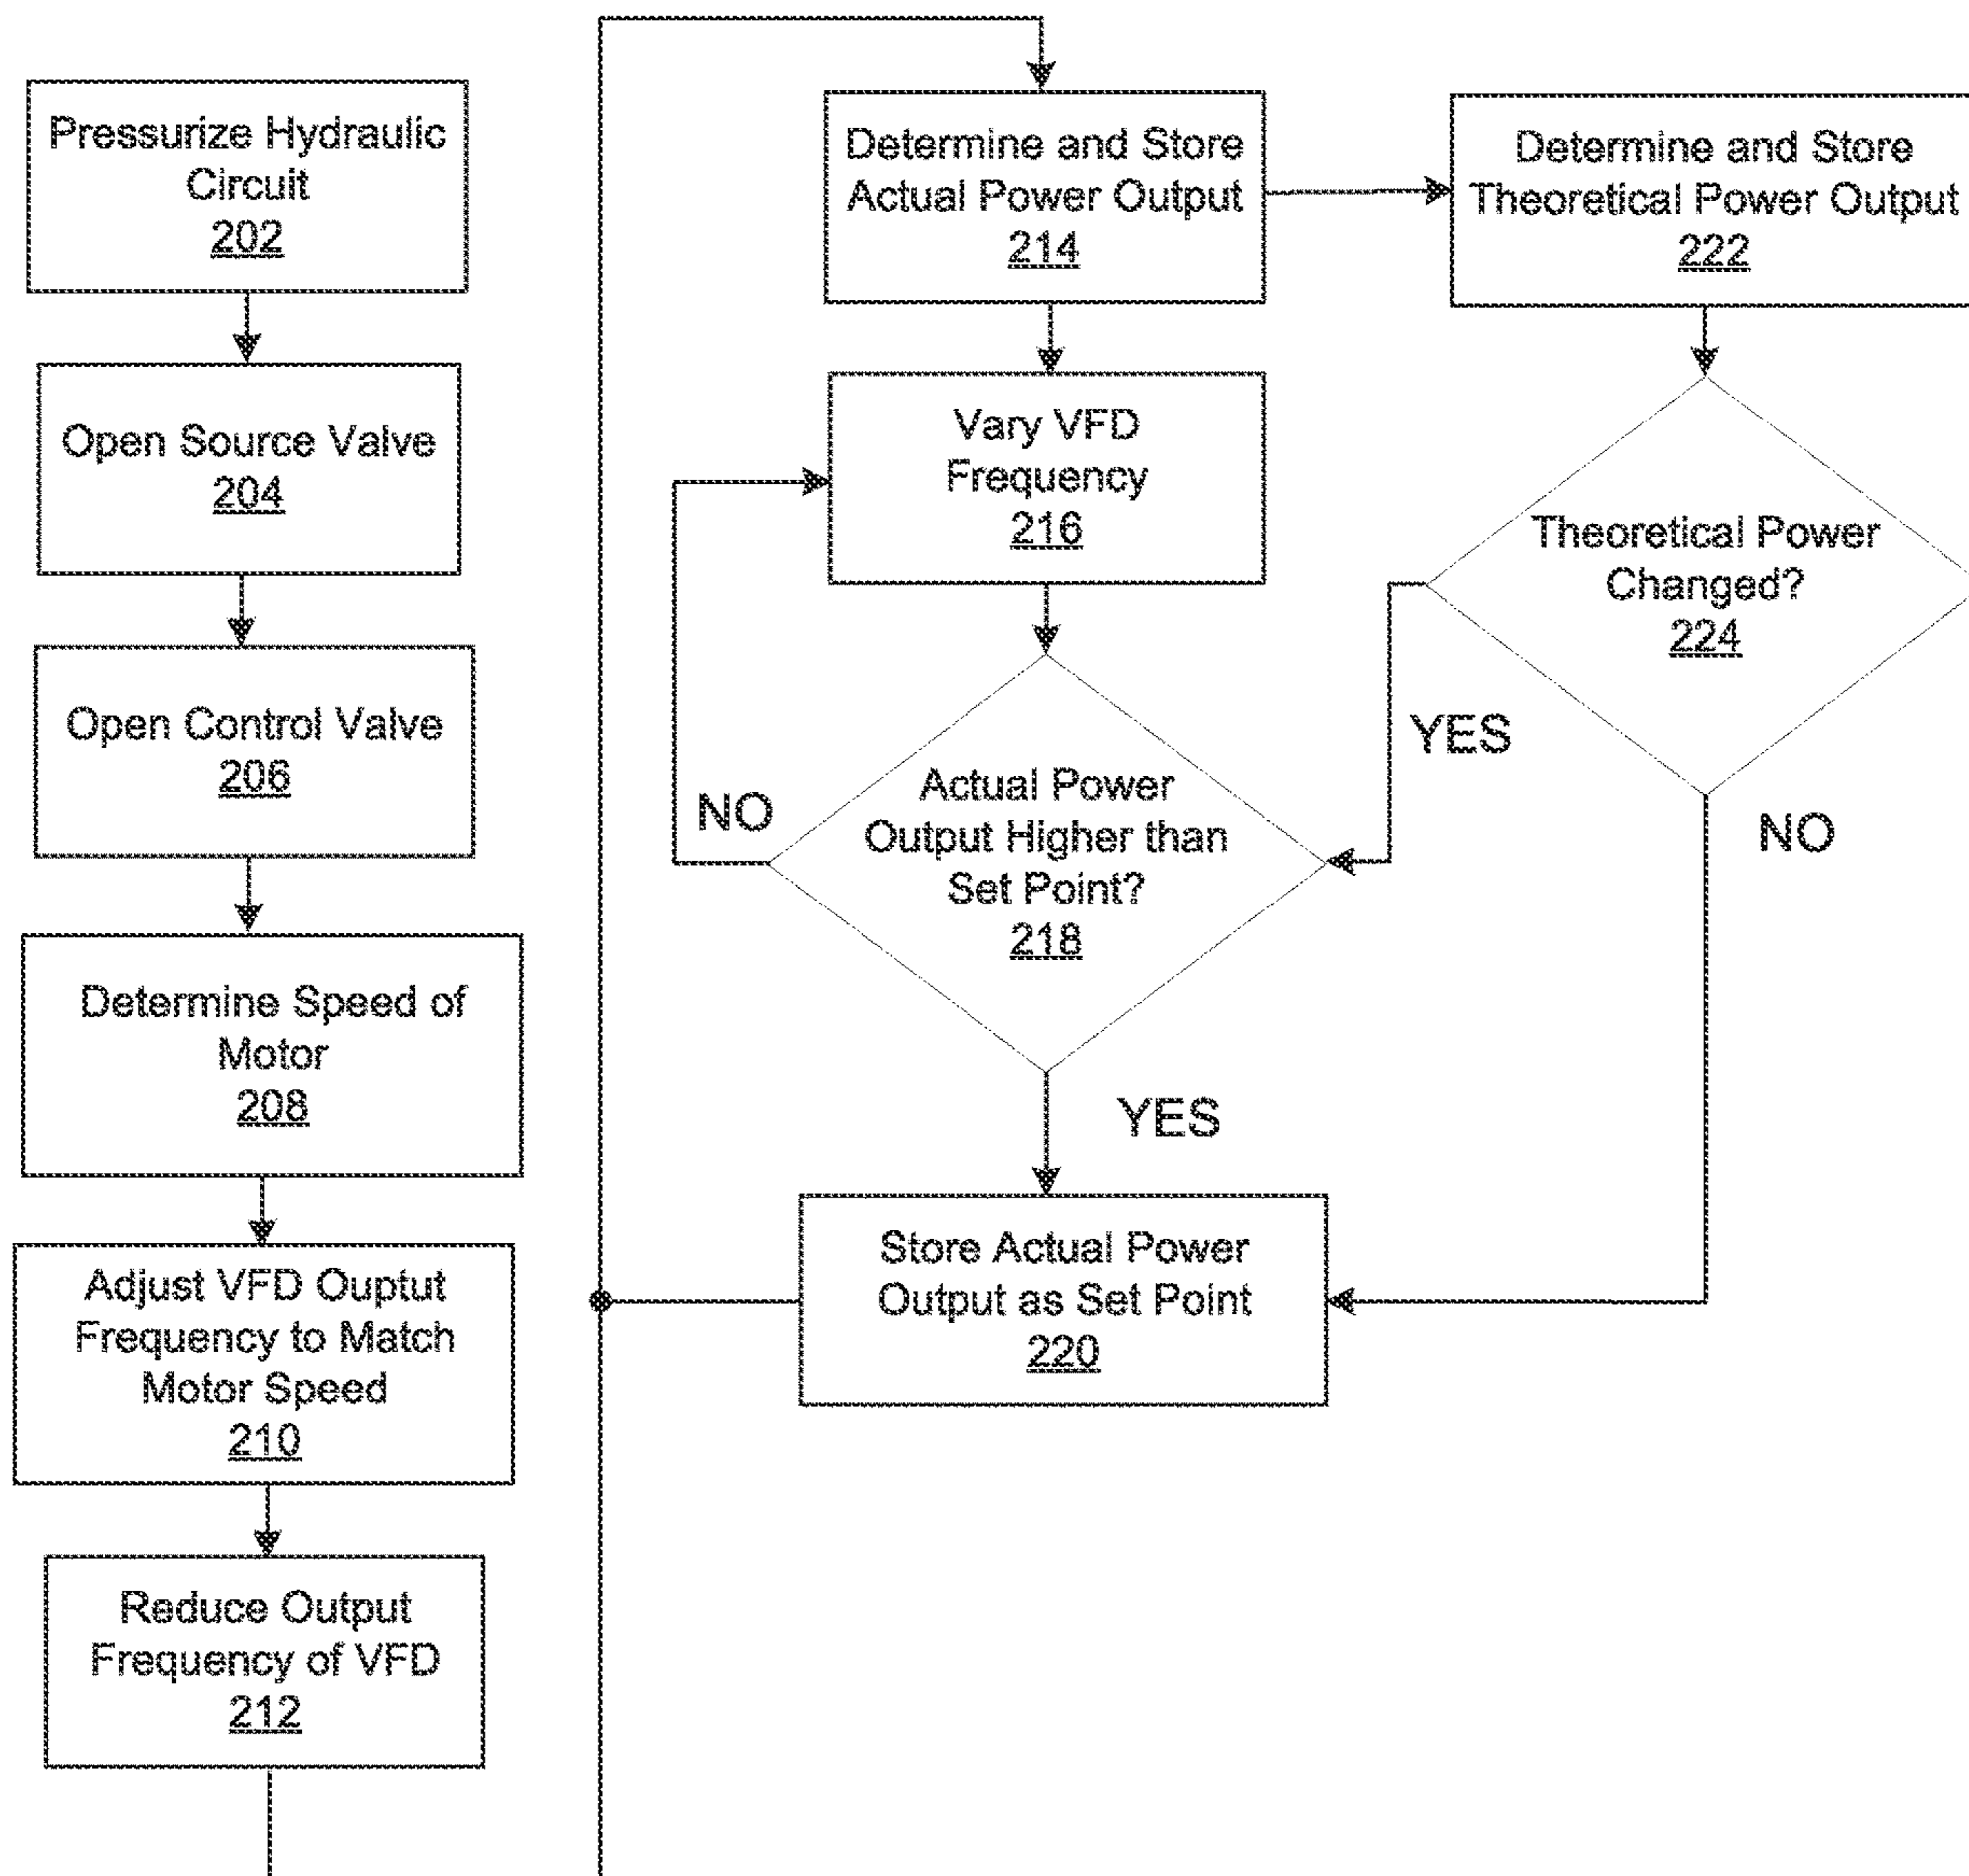 Pressurize Hydraulic
Circuit
202
Open Source Valve
204
Open Control Valve
206
Determine Speed of
Motor
208
Adjust VFD Ouptut
Frequency to Match
Motor Speed
210
Reduce Output
Frequency of VFD
212
Determine and Store
Actual Power Output
214
Vary VFD
Frequency
216
NO
Actual Power
Output Higher than
Set Point?
218
YES
Store Actual Power
Output as Set Point
220
Determine and Store
Theoretical Power Output
222
Theoretical Power
Changed?
224
YES
NO